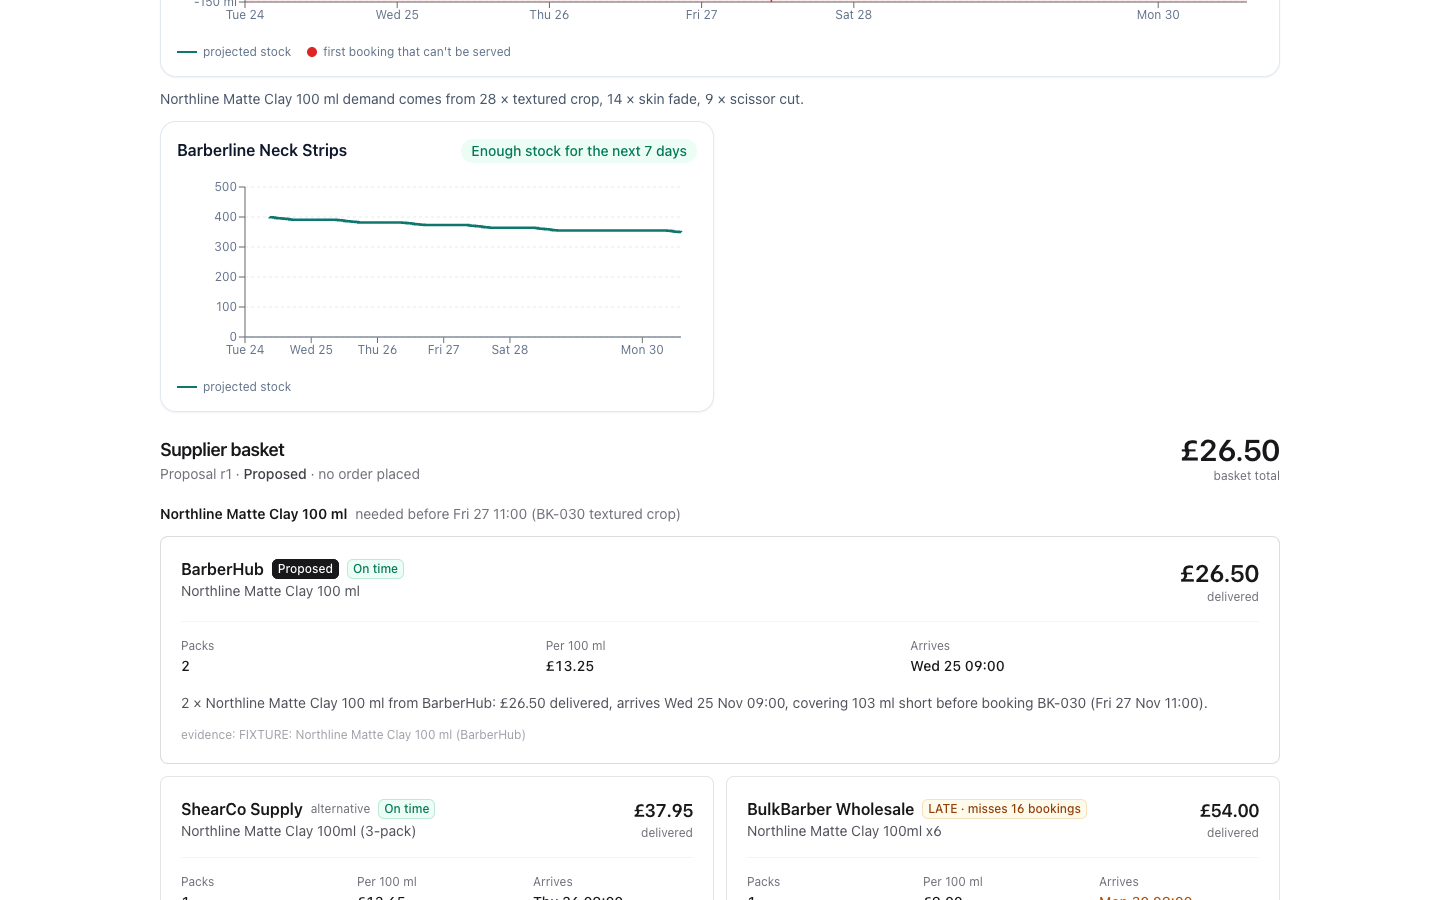 -150 ml
Tue 24 Wed 25 Thu 26 Fri 27 Sat 28 Mon 30
projected stock first booking that can't be served
Northline Matte Clay 100 ml demand comes from 28 × textured crop, 14 × skin fade, 9 × scissor cut.
Barberline Neck Strips Enough stock for the next 7 days
500
400
300
200
100
0
Tue 24 Wed 25 Thu 26 Fri 27 Sat 28 Mon 30
projected stock
Supplier basket £26.50
Proposal r1 · Proposed · no order placed basket total
Northline Matte Clay 100 ml needed before Fri 27 11:00 (BK-030 textured crop)
BarberHub Proposed On time £26.50
Northline Matte Clay 100 ml delivered
Packs Per 100 ml Arrives
2 £13.25 Wed 25 09:00
2 × Northline Matte Clay 100 ml from BarberHub: £26.50 delivered, arrives Wed 25 Nov 09:00, covering 103 ml short before booking BK-030 (Fri 27 Nov 11:00).
evidence: FIXTURE: Northline Matte Clay 100 ml (BarberHub)
ShearCo Supply alternative On time £37.95
Northline Matte Clay 100ml (3-pack) delivered
Packs Per 100 ml Arrives
BulkBarber Wholesale LATE · misses 16 bookings £54.00
Northline Matte Clay 100ml x6 delivered
Packs Per 100 ml Arrives